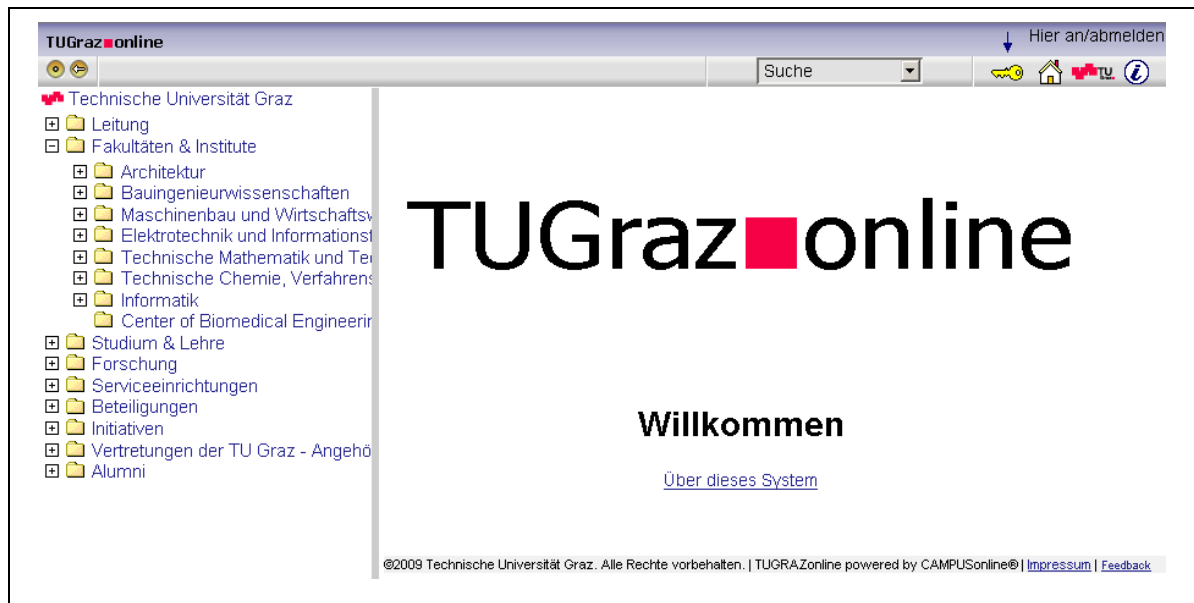 TUGraz online
Hier an/abmelden
Suche
TU
Technische Universität Graz
Leitung
Fakultäten & Institute
Architektur
Bauingenieurwissenschaften
Maschinenbau und Wirtschaftsw
Elektrotechnik und Informationst
Technische Mathematik und Te
Technische Chemie, Verfahrens
Informatik
Center of Biomedical Engineerin
Studium & Lehre
Forschung
Serviceeinrichtungen
Beteiligungen
Initiativen
Vertretungen der TU Graz - Angehö
Alumni
TUGraz online
Willkommen
Über dieses System
©2009 Technische Universität Graz. Alle Rechte vorbehalten. | TUGRAZonline powered by CAMPUSonline® | Impressum | Feedback